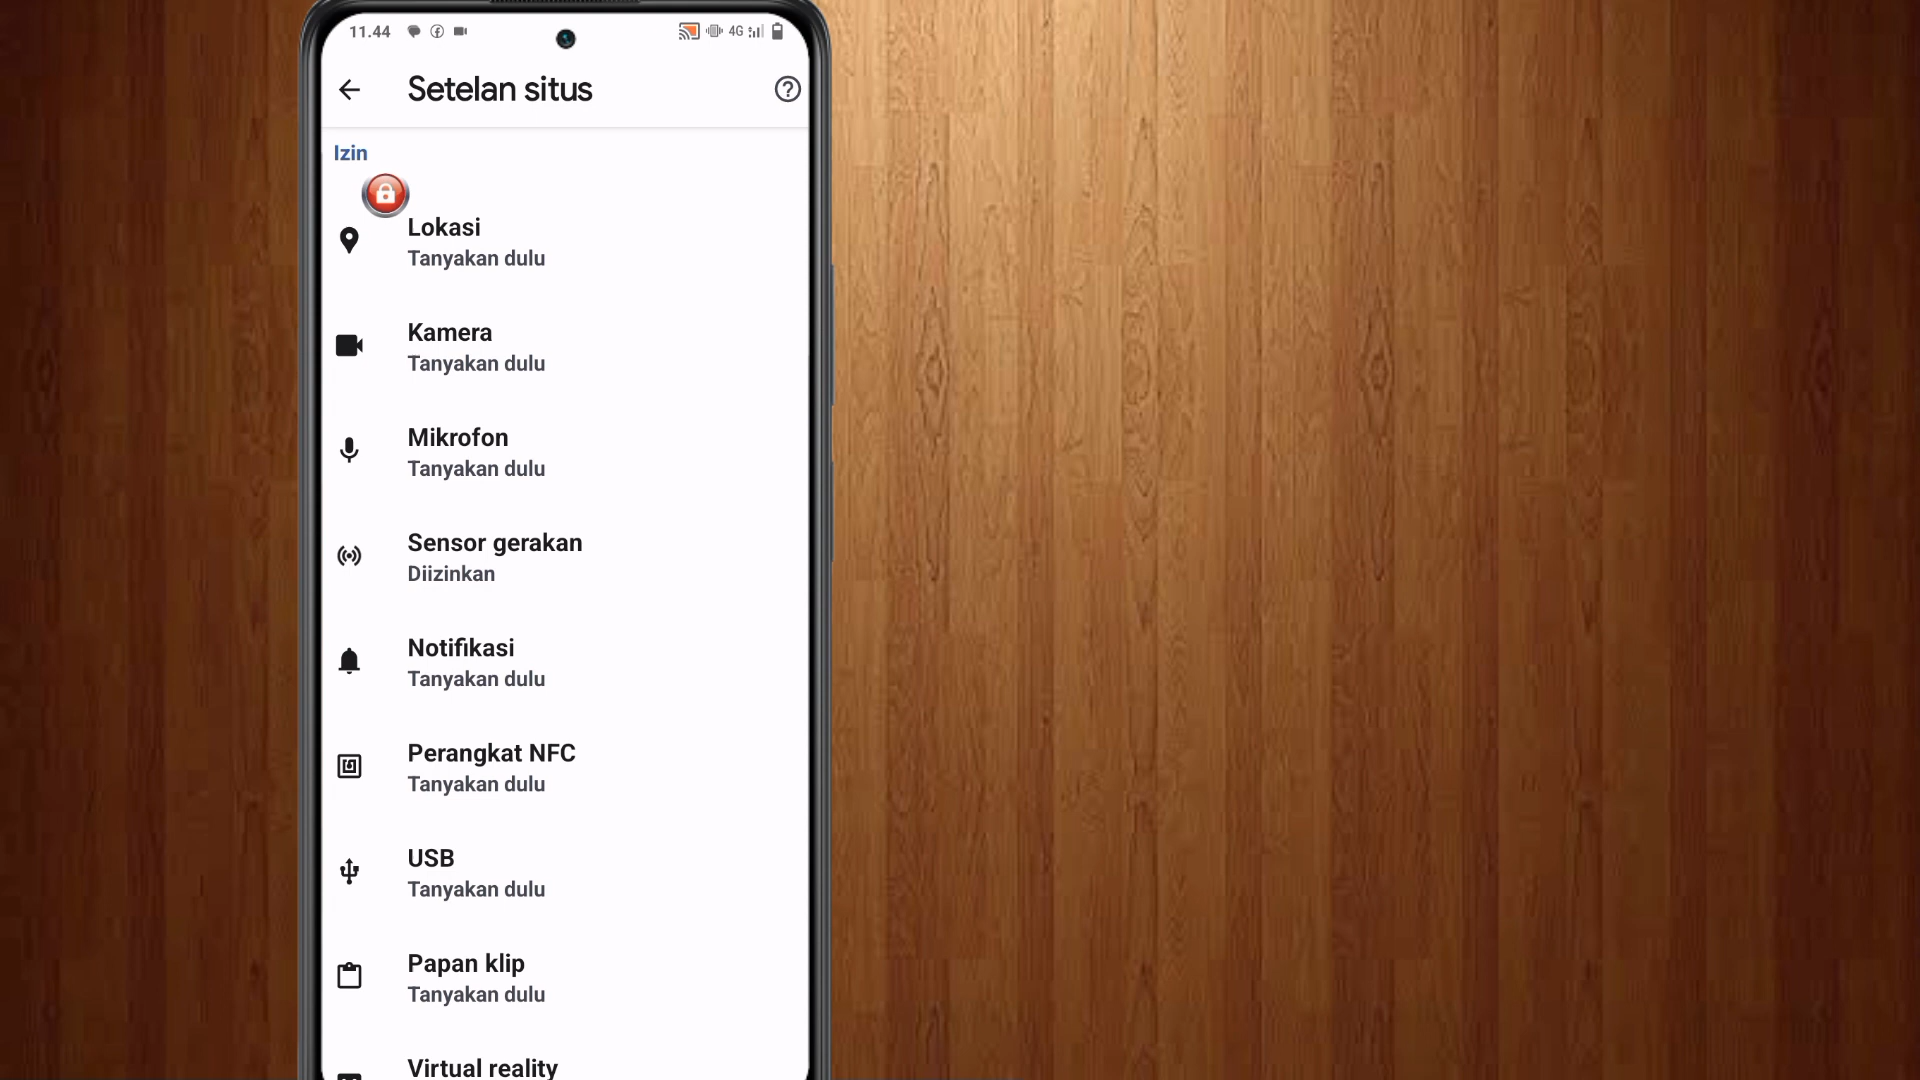 11.44
4G
Setelan situs
Izin
Lokasi
Tanyakan dulu
Kamera
Tanyakan dulu
Mikrofon
Tanyakan dulu
Sensor gerakan
Diizinkan
Notifikasi
Tanyakan dulu
Perangkat NFC
Tanyakan dulu
USB
Tanyakan dulu
Papan klip
Tanyakan dulu
Virtual reality